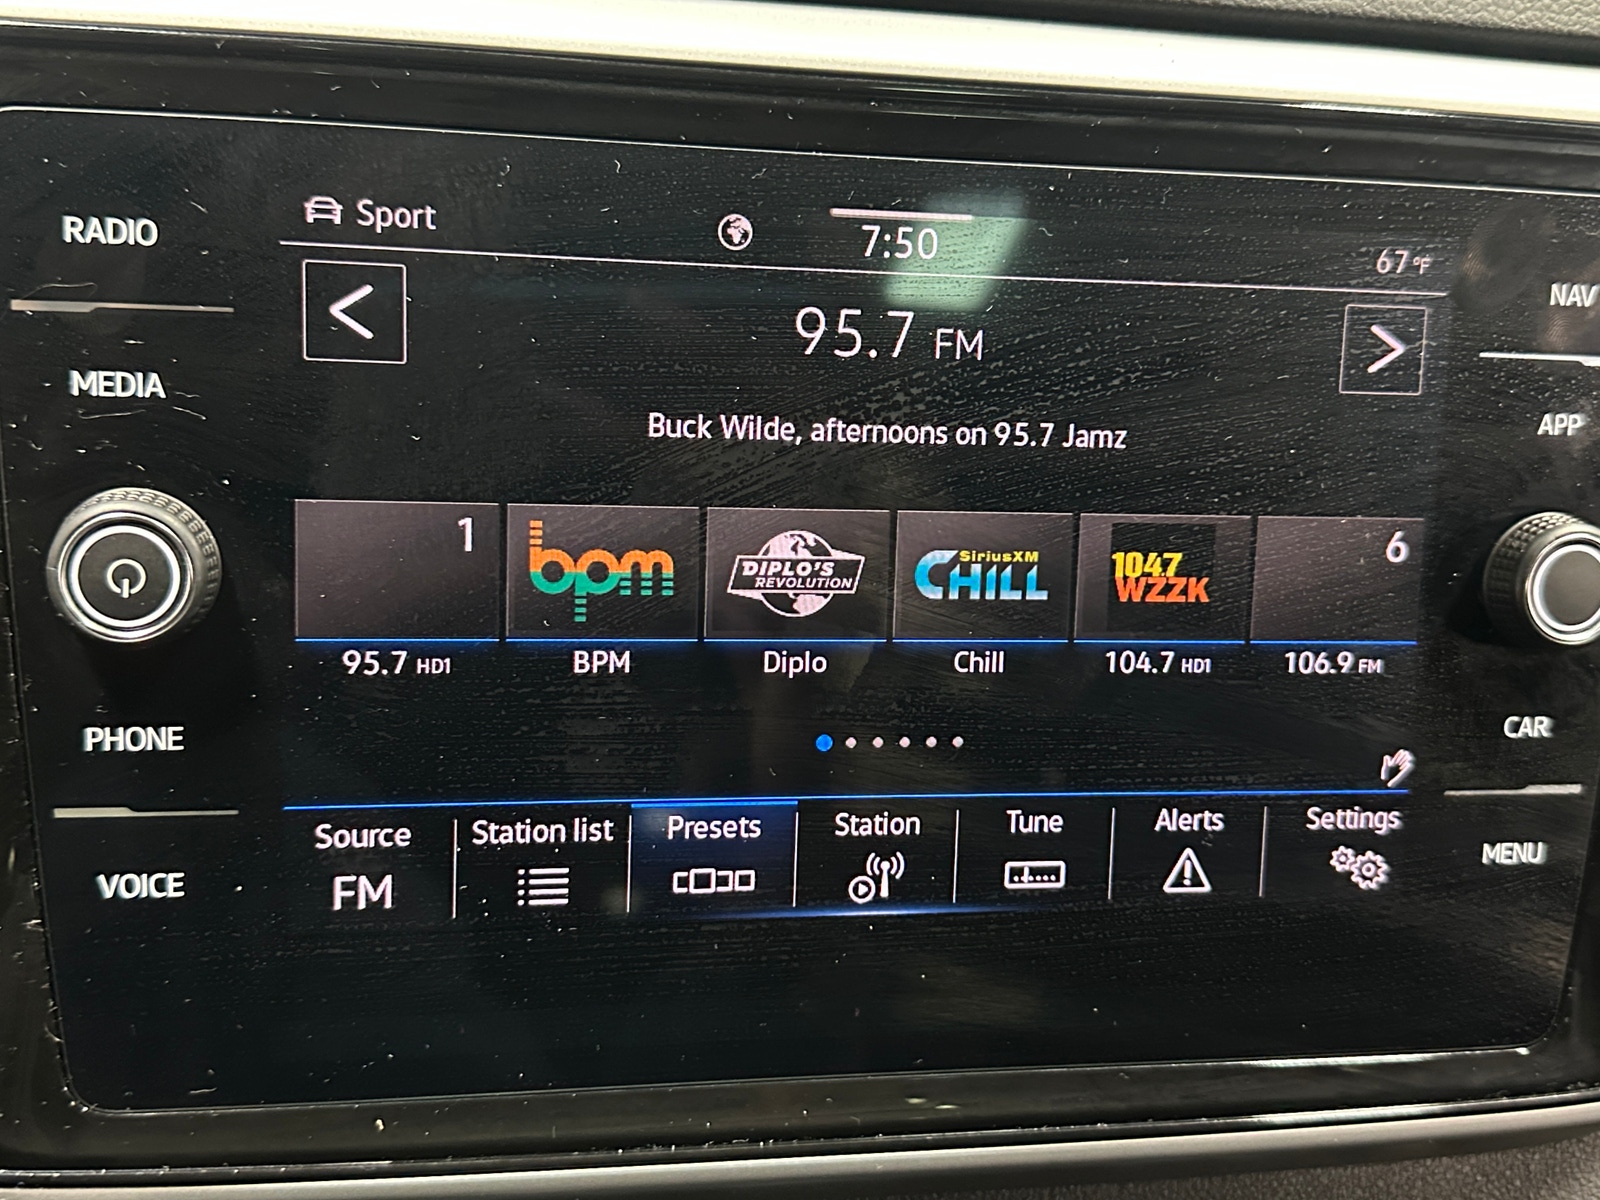 RADIO
Sport
7:50
67°F
NAV
95.7 FM
MEDIA
APP
Buck Wilde, afternoons on 95.7 Jamz
1
bpm
DIPLO'S
REVOLUTION
SiriusXM
CHILL
104.7
WZZK
6
95.7 HD1
BPM
Diplo
Chill
104.7 HD1
106.9 FM
PHONE
CAR
Source
FM
Station list
Presets
Station
Tune
Alerts
Settings
VOICE
MENU